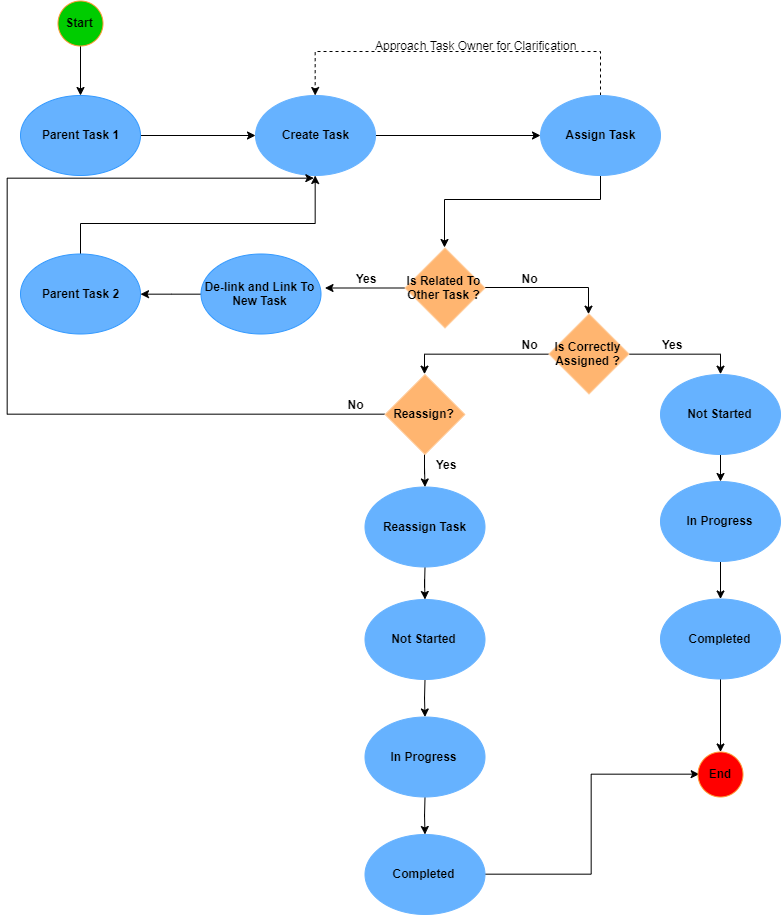 Start
Approach Task Owner for Clarification
Parent Task 1
Create Task
Assign Task
Parent Task 2
De-link and Link To
New Task
Yes
Is Related To
Other Task ?
No
No
Is Correctly
Assigned ?
Yes
No
Reassign?
Not Started
Yes
Reassign Task
In Progress
Not Started
Completed
In Progress
End
Completed